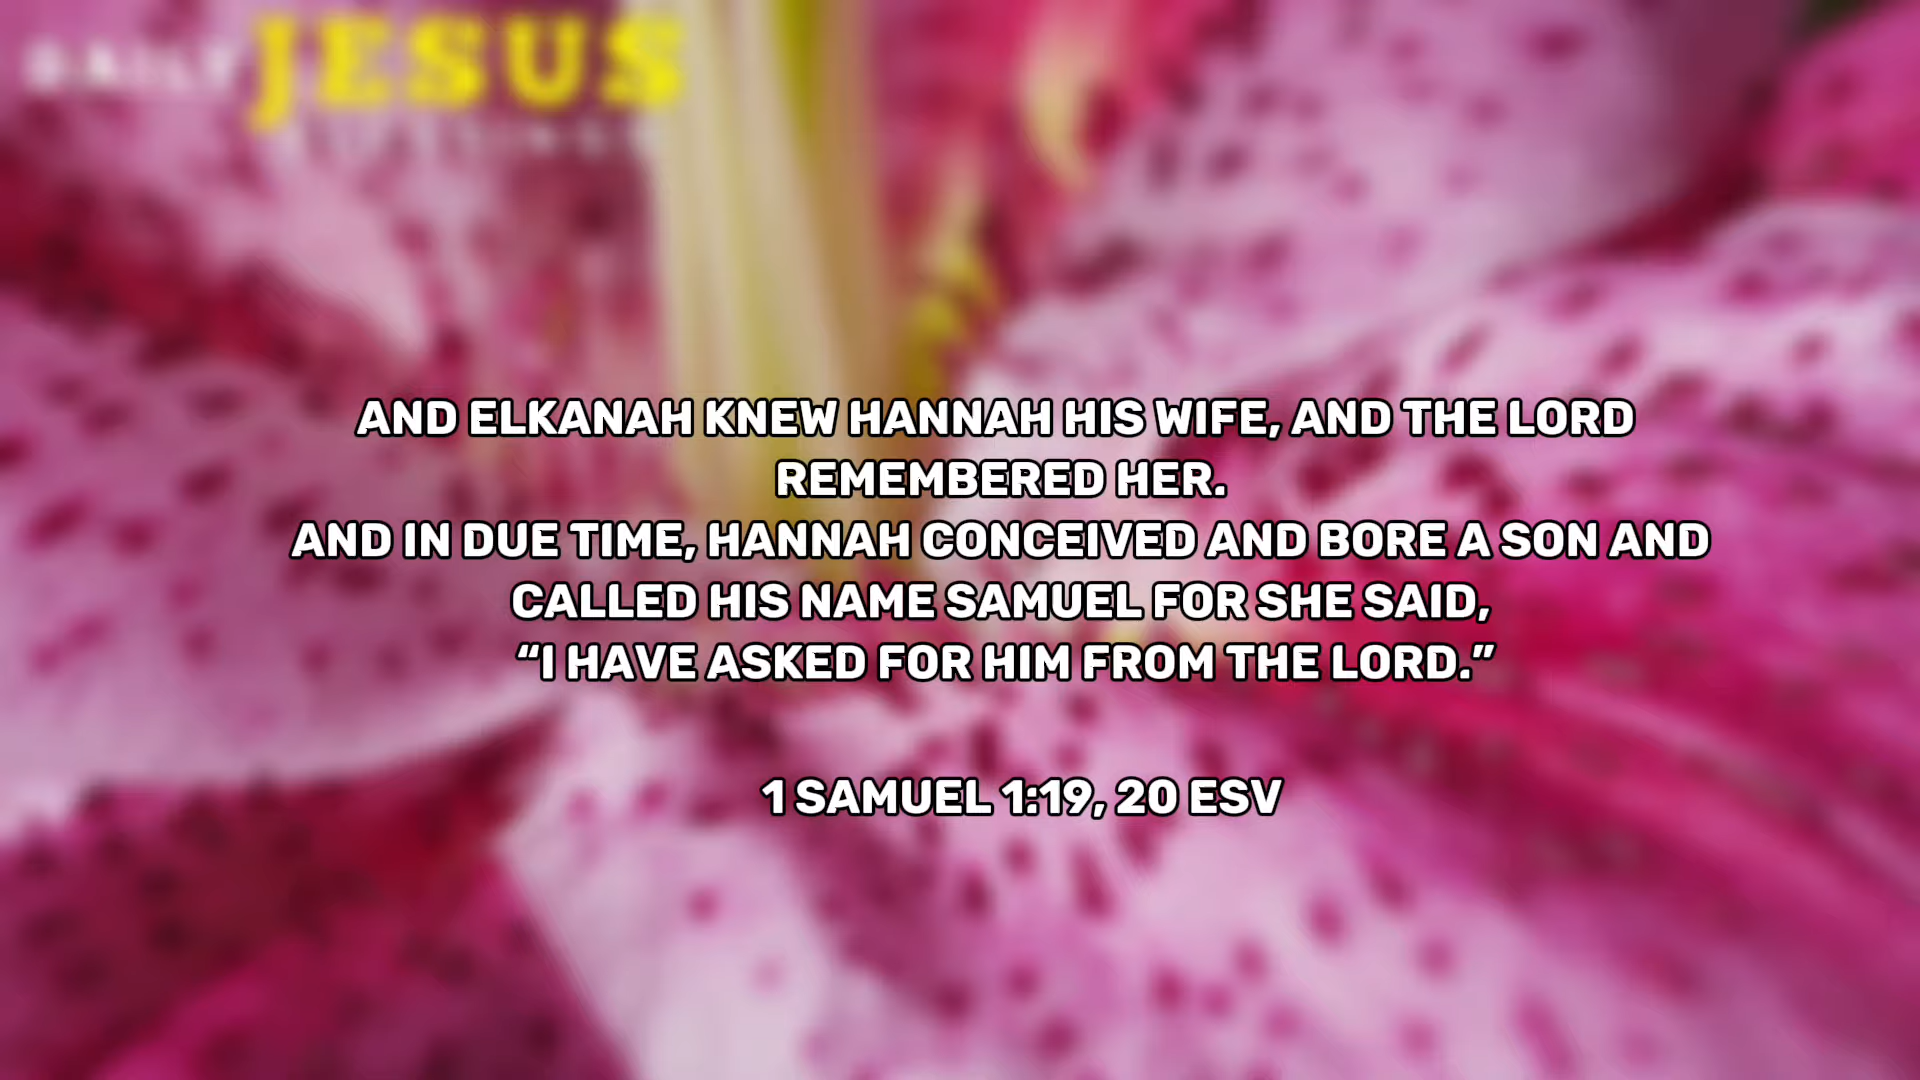 DAILY JESUS
AND ELKANAH KNEW HANNAH HIS WIFE, AND THE LORD
REMEMBERED HER.
AND IN DUE TIME, HANNAH CONCEIVED AND BORE A SON AND
CALLED HIS NAME SAMUEL FOR SHE SAID,
“I HAVE ASKED FOR HIM FROM THE LORD.”
1 SAMUEL 1:19, 20 ESV